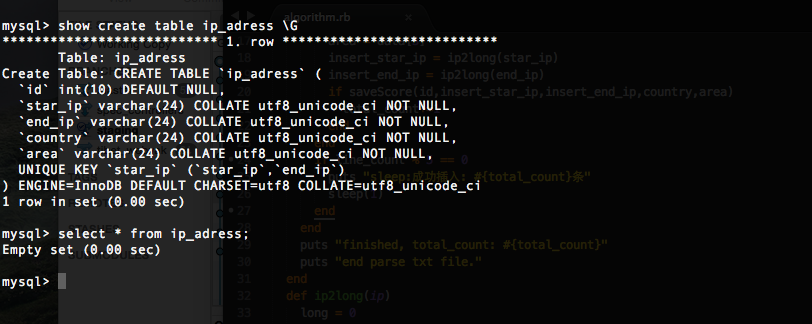 algorithm.rb
mysql> show create table ip_adress \G
*************************** 1. row ***************************
Table: ip_adress
Create Table: CREATE TABLE `ip_adress` (
`id` int(10) DEFAULT NULL,
`star_ip` varchar(24) COLLATE utf8_unicode_ci NOT NULL,
`end_ip` varchar(24) COLLATE utf8_unicode_ci NOT NULL,
`country` varchar(24) COLLATE utf8_unicode_ci NOT NULL,
`area` varchar(24) COLLATE utf8_unicode_ci NOT NULL,
UNIQUE KEY `star_ip` (`star_ip`,`end_ip`)
) ENGINE=InnoDB DEFAULT CHARSET=utf8 COLLATE=utf8_unicode_ci
1 row in set (0.00 sec)
mysql> select * from ip_adress;
Empty set (0.00 sec)
mysql>
Working Copy
insert_star_ip = ip2long(star_ip)
insert_end_ip = ip2long(end_ip)
if saveScore(id,insert_star_ip,insert_end_ip,country,area)
== 0
"sleep:成功插入: #{total_count}条"
27 end
28 end
29 puts "finished, total_count: #{total_count}"
30 puts "end parse txt file."
31 end
32 def ip2long(ip)
33 long = 0